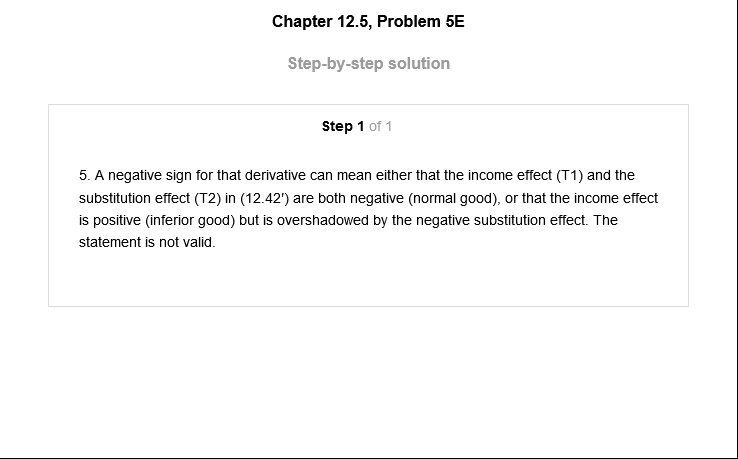 Chapter 12.5, Problem 5E
Step-by-step solution
Step 1 of 1
5. A negative sign for that derivative can mean either that the income effect (T1) and the
substitution effect (T2) in (12.42′) are both negative (normal good), or that the income effect
is positive (inferior good) but is overshadowed by the negative substitution effect. The
statement is not valid.